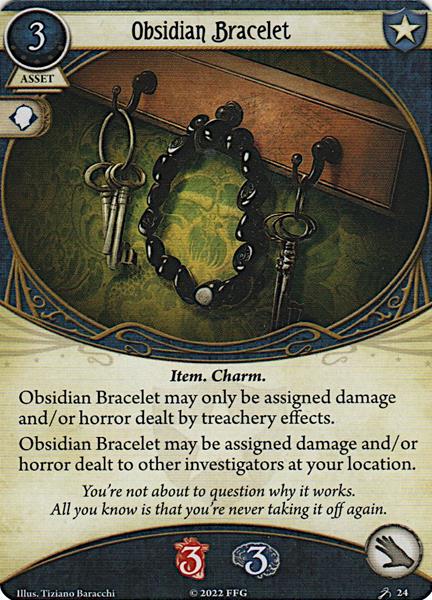 3
Obsidian Bracelet
ASSET
Item. Charm.
Obsidian Bracelet may only be assigned damage
and/or horror dealt by treachery effects.
Obsidian Bracelet may be assigned damage and/or
horror dealt to other investigators at your location.
You're not about to question why it works.
All you know is that you're never taking it off again.
3 3
Illus. Tiziano Baracchi © 2022 FFG 24